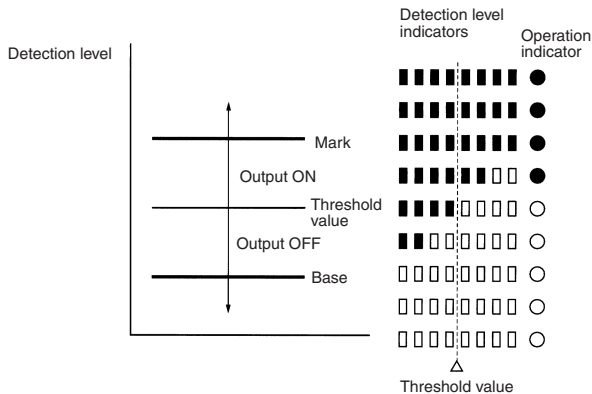 Detection level
Detection level
indicators
Operation
indicator
Mark
Output ON
Threshold
value
Output OFF
Base
Threshold value